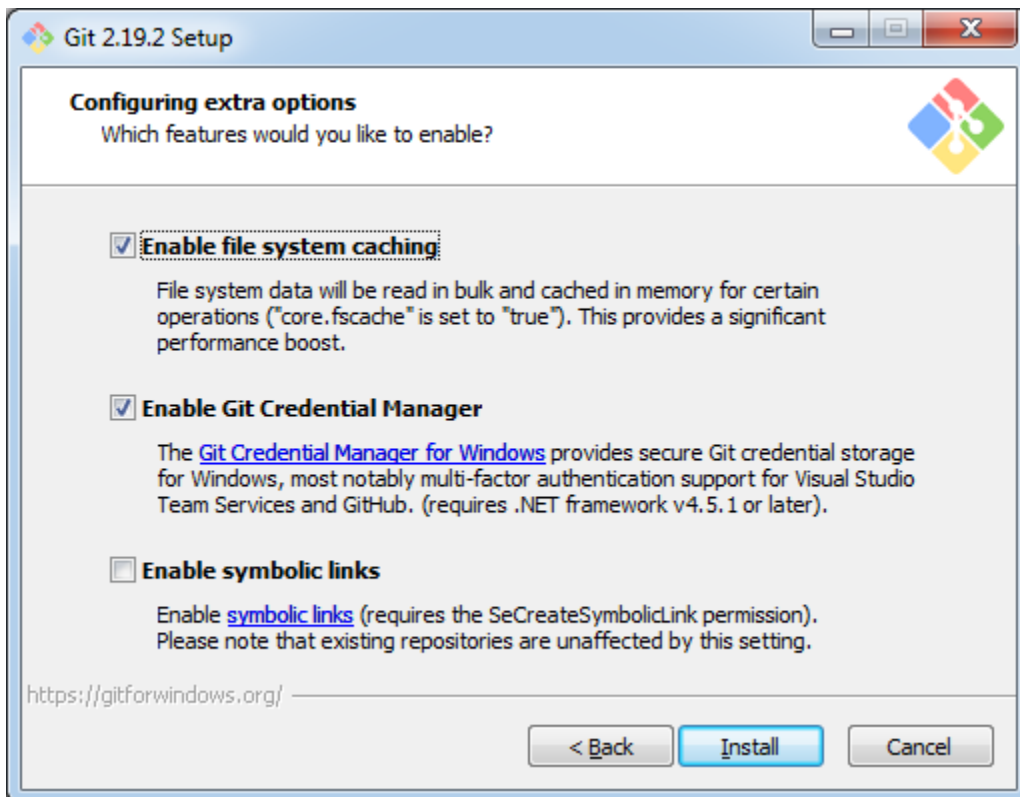 Git 2.19.2 Setup
Configuring extra options
Which features would you like to enable?
Enable file system caching
File system data will be read in bulk and cached in memory for certain
operations ("core.fscache" is set to "true"). This provides a significant
performance boost.
Enable Git Credential Manager
The Git Credential Manager for Windows provides secure Git credential storage
for Windows, most notably multi-factor authentication support for Visual Studio
Team Services and GitHub. (requires .NET framework v4.5.1 or later).
Enable symbolic links
Enable symbolic links (requires the SeCreateSymbolicLink permission).
Please note that existing repositories are unaffected by this setting.
https://gitforwindows.org/
< Back Install Cancel